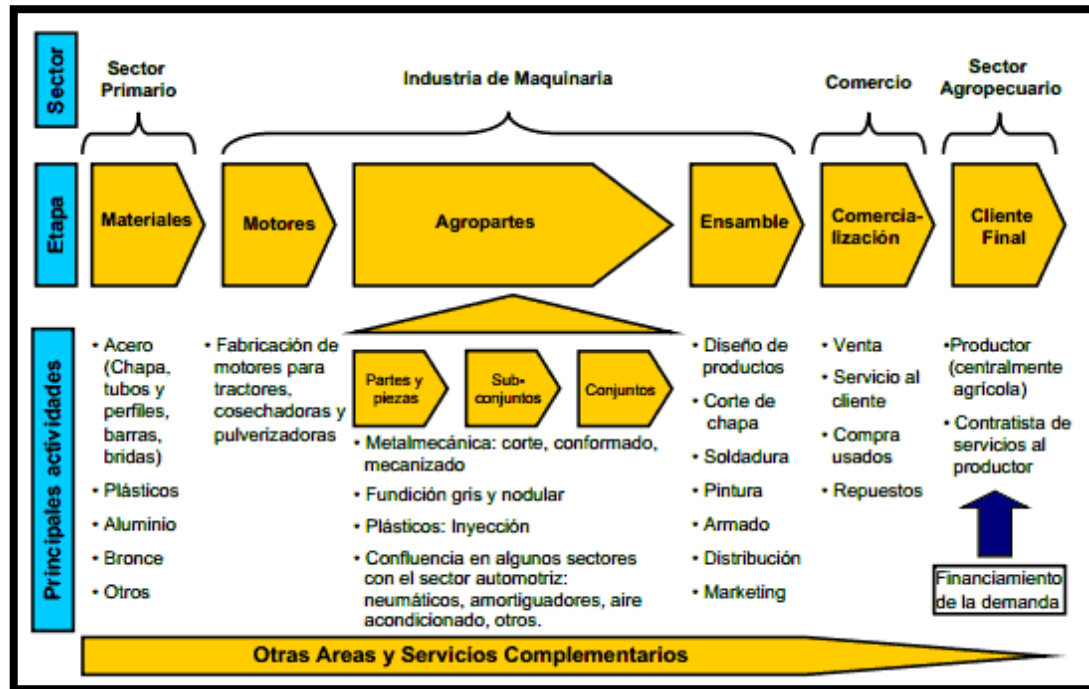 Sector
Sector
Primario
Industria de Maquinaria
Comercio
Sector
Agropecuario
Etapa
Materiales
Motores
Agropartes
Ensamble
Comercia-
lización
Cliente
Final
Principales actividades
• Acero
(Chapa,
tubos y
perfiles,
barras,
bridas)
• Plásticos
• Aluminio
• Bronce
• Otros
• Fabricación de
motores para
tractores,
cosechadoras y
pulverizadoras
Partes y
piezas
Sub-
conjuntos
Conjuntos
• Metalmecánica: corte, conformado,
mecanizado
• Fundición gris y nodular
• Plásticos: Inyección
• Confluencia en algunos sectores
con el sector automotriz:
neumáticos, amortiguadores, aire
acondicionado, otros.
• Diseño de
productos
• Corte de
chapa
• Soldadura
• Pintura
• Armado
• Distribución
• Marketing
• Venta
• Servicio al
cliente
• Compra
usados
• Repuestos
•Productor
(centralmente
agrícola)
• Contratista de
servicios al
productor
Financiamiento
de la demanda
Otras Areas y Servicios Complementarios